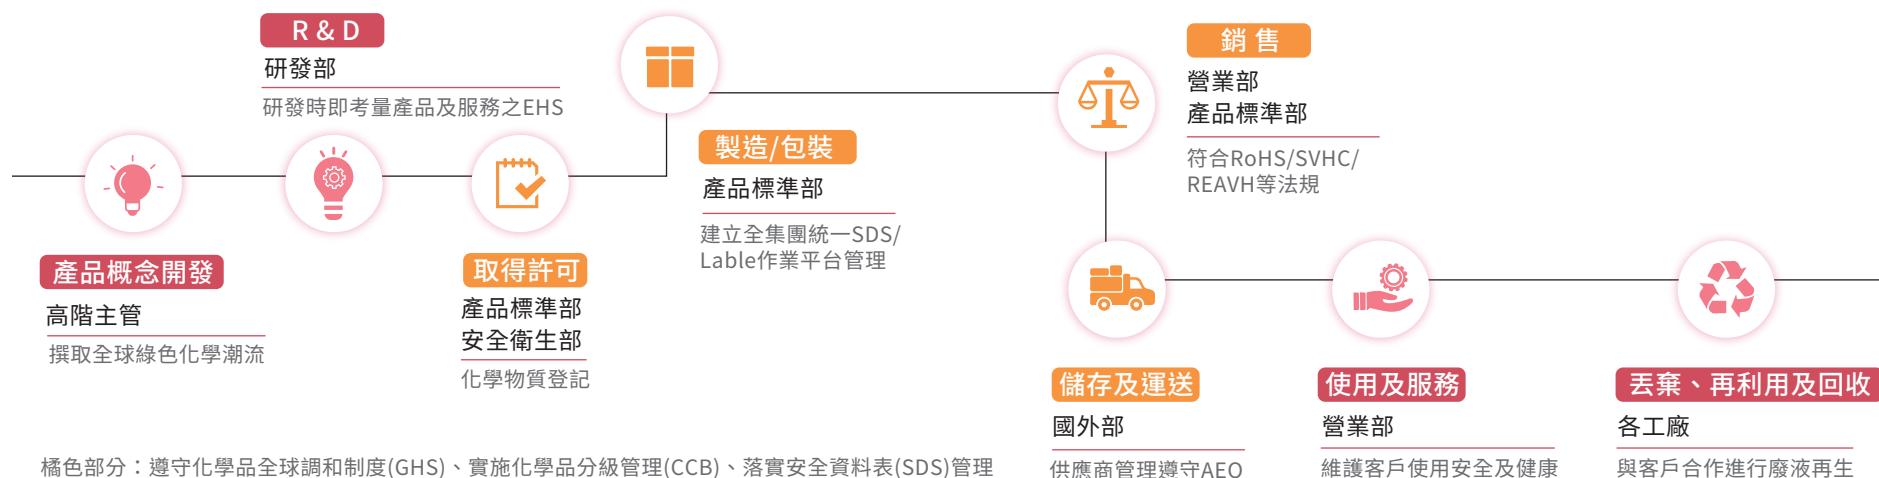 產品概念開發
高階主管
撰取全球綠色化學潮流
R & D
研發部
研發時即考量產品及服務之EHS
取得許可
產品標準部
安全衛生部
化學物質登記
製造/包裝
產品標準部
建立全集團統一SDS/
Lable作業平台管理
銷 售
營業部
產品標準部
符合RoHS/SVHC/
REAVH等法規
儲存及運送
國外部
供應商管理遵守AEO
使用及服務
營業部
維護客戶使用安全及健康
丟棄、再利用及回收
各工廠
與客戶合作進行廢液再生
橘色部分：遵守化學品全球調和制度(GHS)、實施化學品分級管理(CCB)、落實安全資料表(SDS)管理